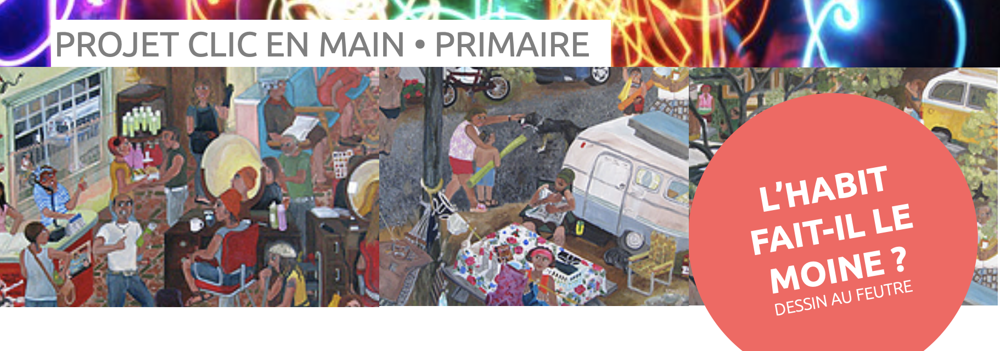 PROJET CLIC EN MAIN • PRIMAIRE
L’HABIT
FAIT-IL LE
MOINE ?
DESSIN AU FEUTRE